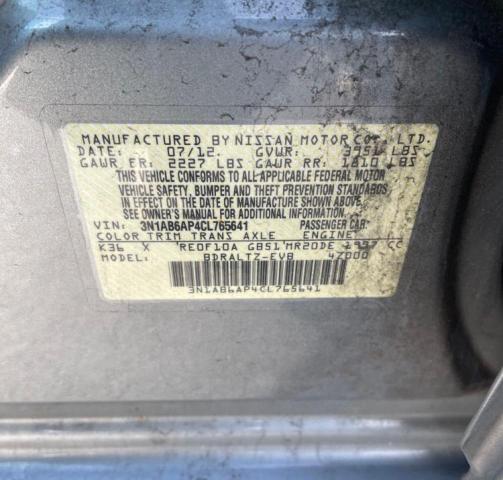 MANUFACTURED BY NISSAN MOTOR CO., LTD.
DATE: 07/12. GVWR: 3951 LBS
GAWR FR: 2227 LBS GAWR RR: 1810 LBS
THIS VEHICLE CONFORMS TO ALL APPLICABLE FEDERAL MOTOR
VEHICLE SAFETY, BUMPER AND THEFT PREVENTION STANDARDS
IN EFFECT ON THE DATE OF MANUFACTURE SHOWN ABOVE.
SEE OWNER'S MANUAL OR ADDITIONAL INFORMATION
VIN: 3N1AB6AP4CL765641 PASSENGER CAR
COLOR TRIM TRANS AXLE ENGINE
K36 X RE0F10A GB51 MR20DE 1997 CC
MODEL: BDRALTZ-EVB 4Z000
3N1AB6AP4CL765641